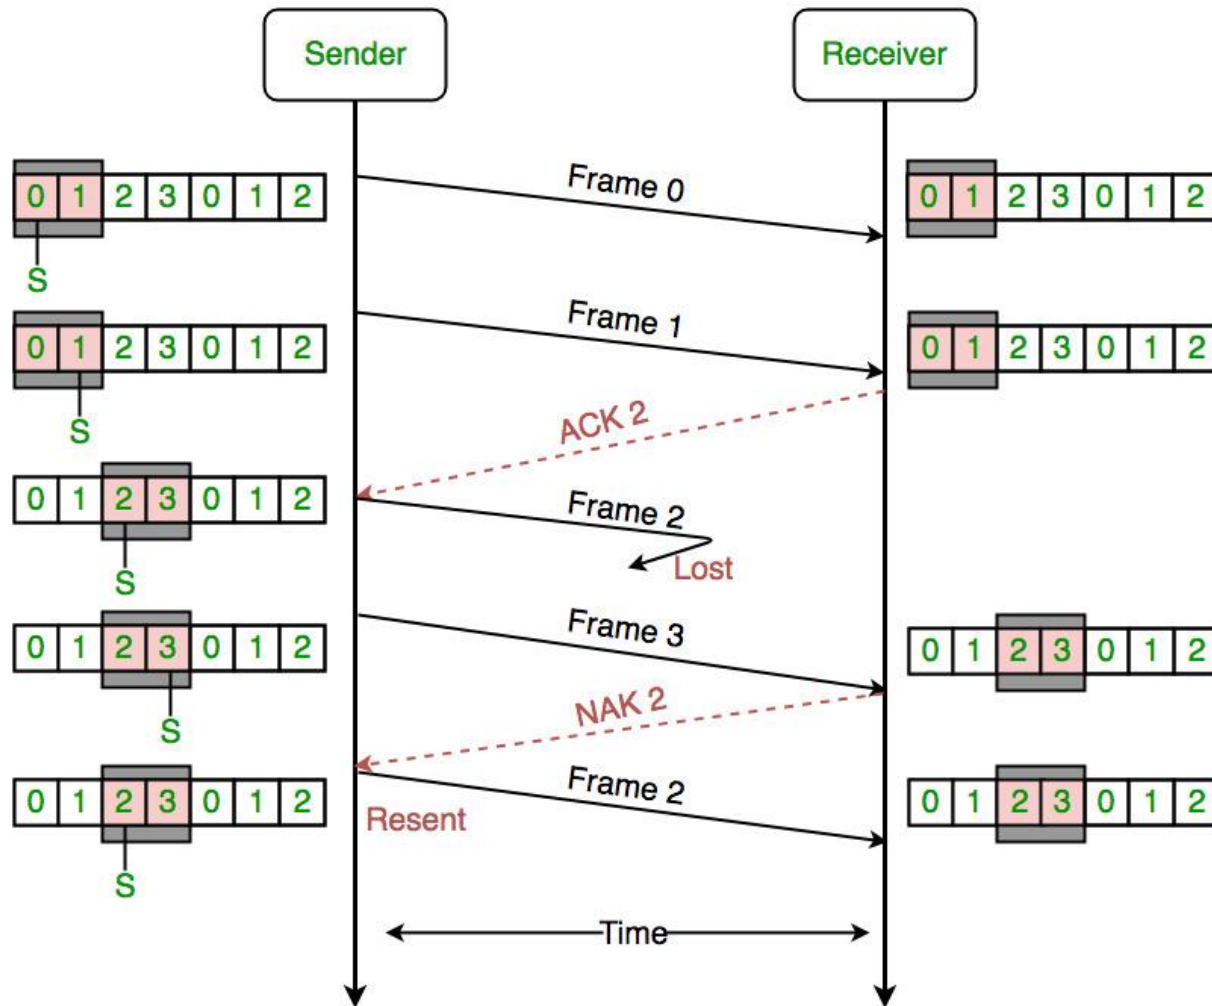 Sender
Receiver
0 1 2 3 0 1 2
Frame 0
0 1 2 3 0 1 2
S
0 1 2 3 0 1 2
Frame 1
0 1 2 3 0 1 2
S
ACK 2
0 1 2 3 0 1 2
Frame 2
Lost
S
0 1 2 3 0 1 2
Frame 3
0 1 2 3 0 1 2
S
NAK 2
0 1 2 3 0 1 2
Frame 2
0 1 2 3 0 1 2
Resent
S
Time